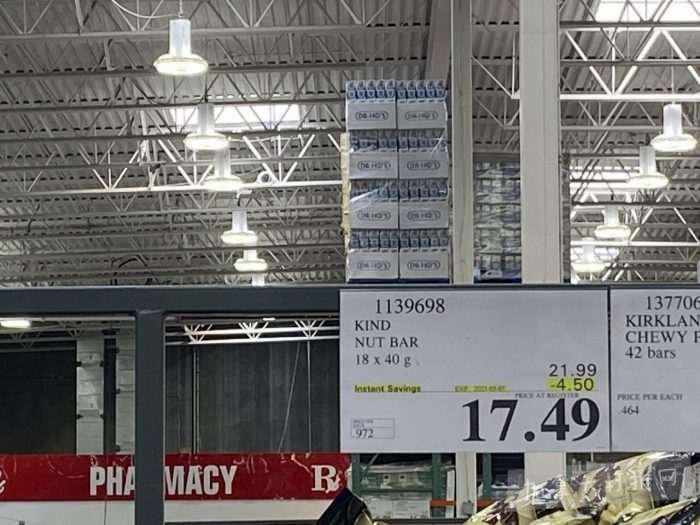 DR-HO'S DR-HO'S
DR-HO'S DR-HO'S
DR-HO'S DR-HO'S
DR-HO'S DR-HO'S
1139698
KIND
NUT BAR
18 x 40 g
21.99
Instant Savings
-4.50
PRICE AT REGISTER
17.49
.972
137706
KIRKLAN
CHEWY P
42 bars
PRICE PER EACH
.464
PHARMACY
Rx